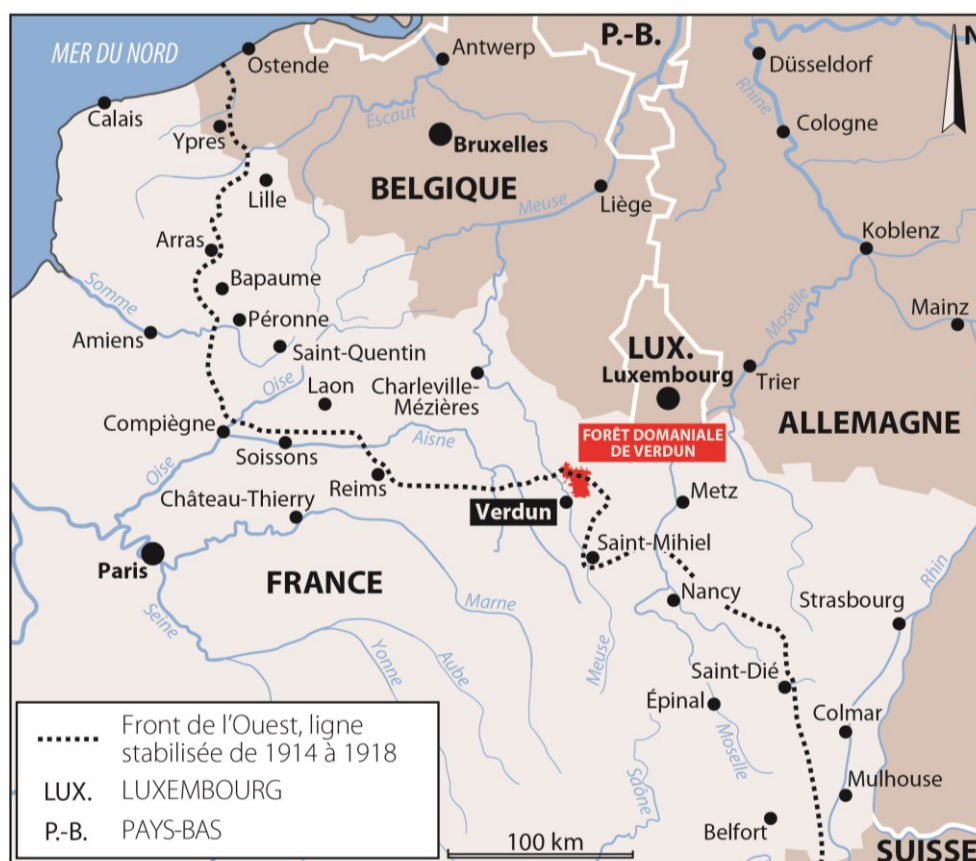 MER DU NORD
Ostende
Antwerp
P.-B.
Düsseldorf
N
Calais
Ypres
Escaut
Bruxelles
Rhine
Cologne
Lille
BELGIQUE
Meuse
Liège
Arras
Koblenz
Bapaume
Somme
Péronne
Moselle
Mainz
Amiens
Saint-Quentin
LUX.
Oise
Laon
Charleville-
Mézières
Luxembourg
Trier
Compiègne
Aisne
FORÊT DOMANIALE
DE VERDUN
ALLEMAGNE
Soissons
Oise
Reims
Château-Thierry
Verdun
Metz
Paris
Saint-Mihiel
FRANCE
Marne
Nancy
Rhin
Strasbourg
Seine
Yonne
Aube
Meuse
Saint-Dié
Épinal
Colmar
Moselle
Saône
Mulhouse
Belfort
SUISSE
Front de l'Ouest, ligne
stabilisée de 1914 à 1918
LUX. LUXEMBOURG
P.-B. PAYS-BAS
100 km